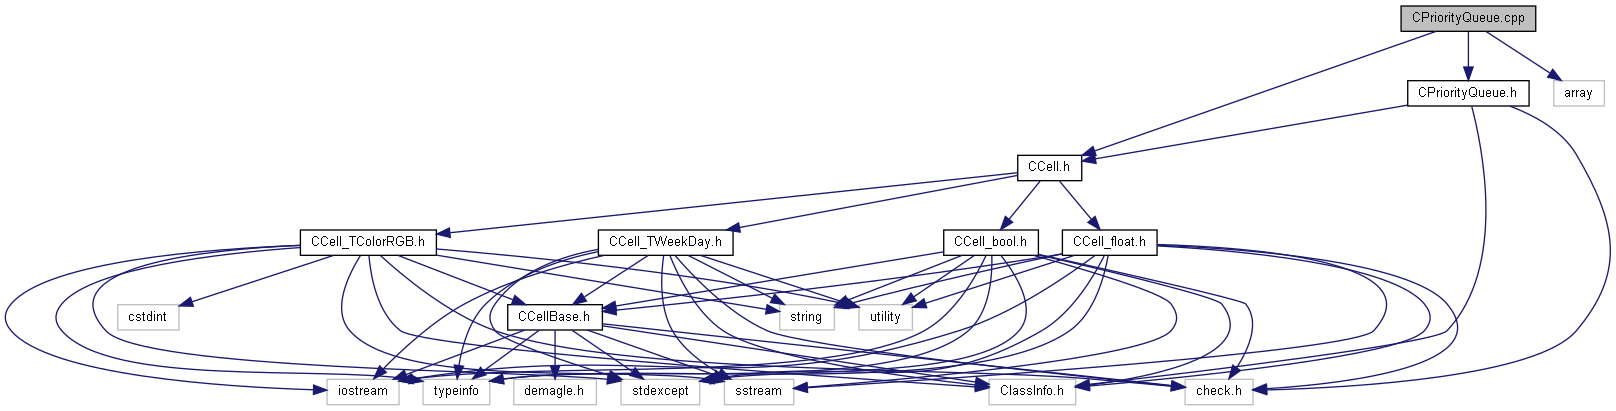 CPriorityQueue.cpp
CPriorityQueue.h
array
CCell.h
CCell_TColorRGB.h
CCell_TWeekDay.h
CCell_bool.h
CCell_float.h
cstdint
CCellBase.h
string
utility
iostream
typeinfo
demagle.h
stdexcept
sstream
ClassInfo.h
check.h